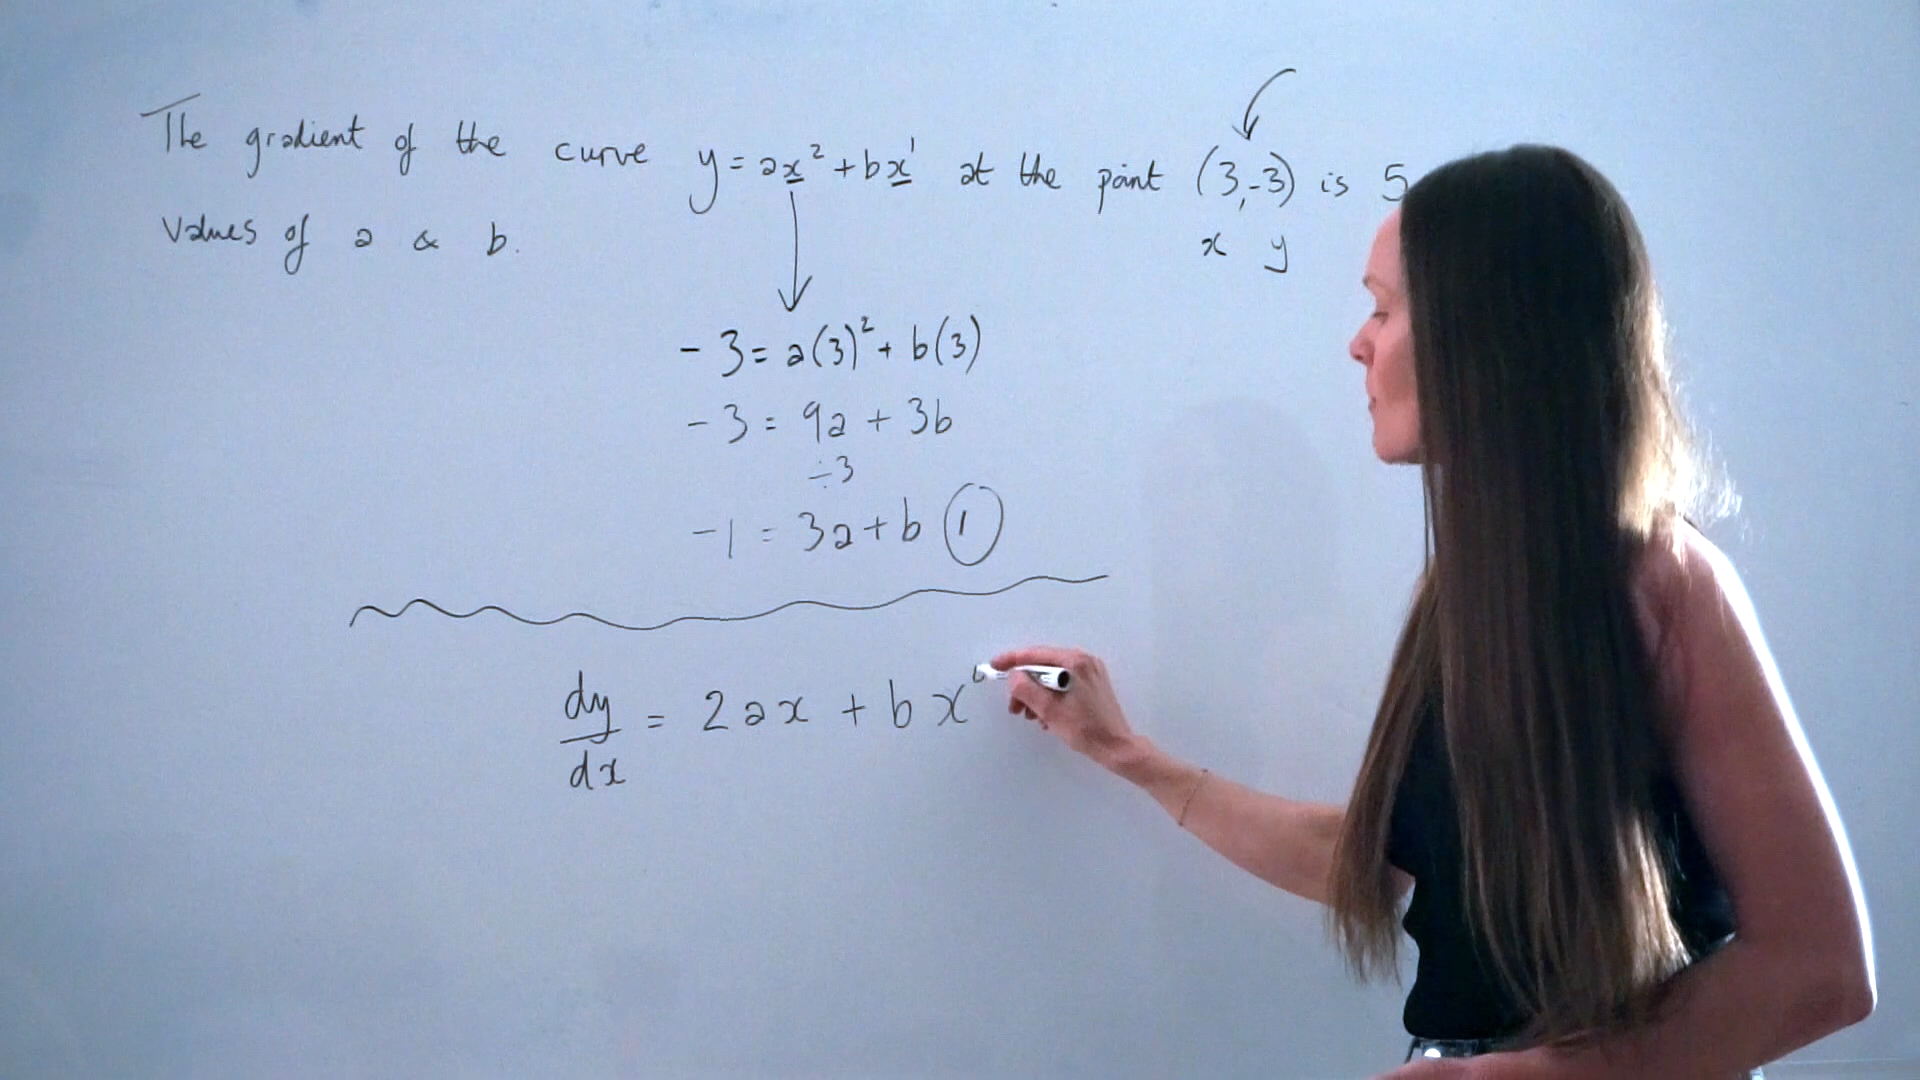 The gradient of the curve y = ax² + bx¹ at the point (3,-3) is 5
values of a & b.
x y
-3 = a(3)² + b(3)
-3 = 9a + 3b
÷3
-1 = 3a + b ①
dy/dx = 2ax + bx